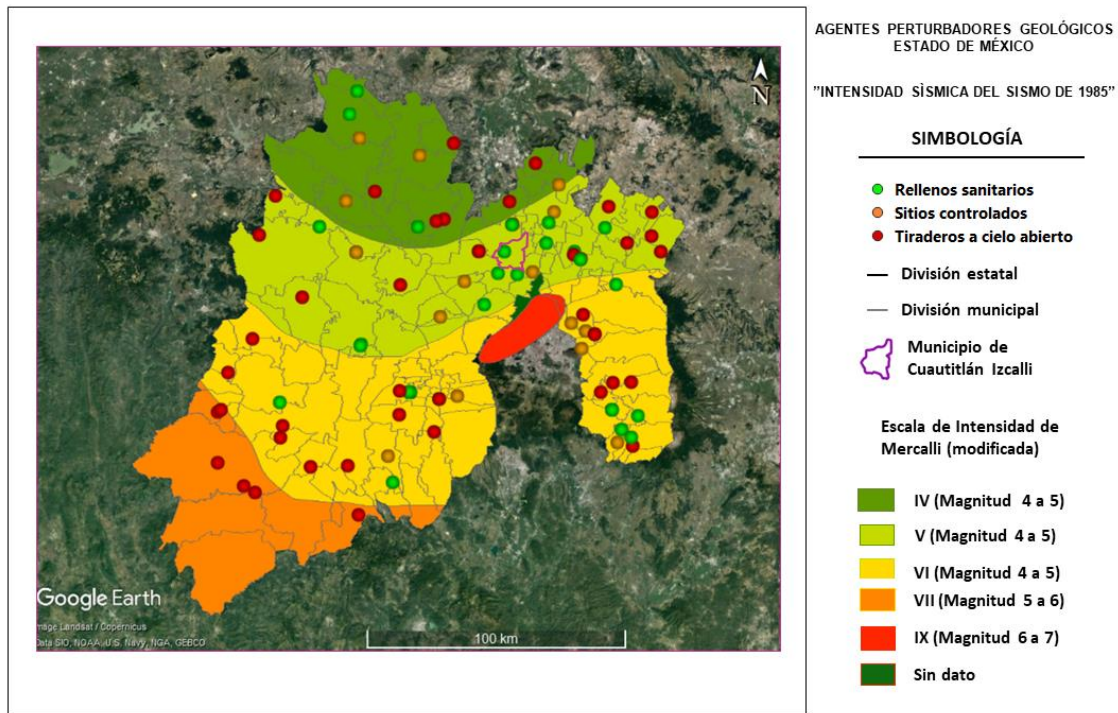 AGENTES PERTURBADORES GEOLÓGICOS
ESTADO DE MÉXICO
"INTENSIDAD SÌSMICA DEL SISMO DE 1985"
SIMBOLOGÍA
Rellenos sanitarios
Sitios controlados
Tiraderos a cielo abierto
División estatal
División municipal
Municipio de
Cuautitlán Izcalli
Escala de Intensidad de
Mercalli (modificada)
IV (Magnitud 4 a 5)
V (Magnitud 4 a 5)
VI (Magnitud 4 a 5)
VII (Magnitud 5 a 6)
IX (Magnitud 6 a 7)
Sin dato
N
Google Earth
mage Landsat / Copernicus
Data SIO, NOAA, U.S. Navy, NGA, GEBCO
100 km